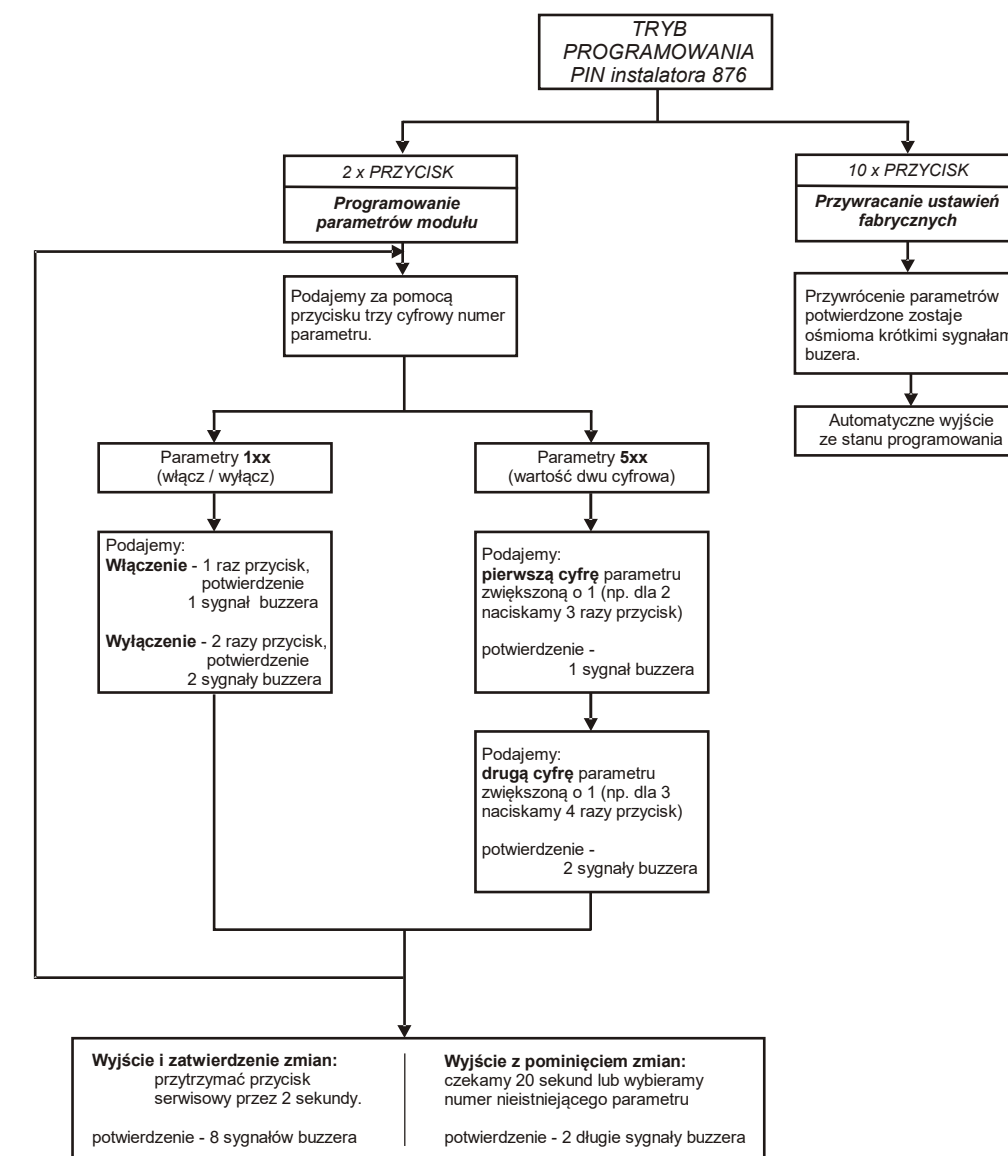 TRYB
PROGRAMOWANIA
PIN instalatora 876
2 x PRZYCISK
Programowanie
parametrów modułu
10 x PRZYCISK
Przywracanie ustawień
fabrycznych
Podajemy za pomocą
przycisku trzy cyfrowy numer
parametru.
Przywrócenie parametrów
potwierdzone zostaje
ośmioma krótkimi sygnałam
buzera.
Automatyczne wyjście
ze stanu programowania
Parametry 1xx
(włącz / wyłącz)
Parametry 5xx
(wartość dwu cyfrowa)
Podajemy:
Włączenie - 1 raz przycisk,
potwierdzenie
1 sygnał buzzera
Wyłączenie - 2 razy przycisk,
potwierdzenie
2 sygnały buzzera
Podajemy:
pierwszą cyfrę parametru
zwiększoną o 1 (np. dla 2
naciskamy 3 razy przycisk)
potwierdzenie -
1 sygnał buzzera
Podajemy:
drugą cyfrę parametru
zwiększoną o 1 (np. dla 3
naciskamy 4 razy przycisk)
potwierdzenie -
2 sygnały buzzera
Wyjście i zatwierdzenie zmian:
przytrzymać przycisk
serwisowy przez 2 sekundy.
potwierdzenie - 8 sygnałów buzzera
Wyjście z pominięciem zmian:
czekamy 20 sekund lub wybieramy
numer nieistniejącego parametru
potwierdzenie - 2 długie sygnały buzzera